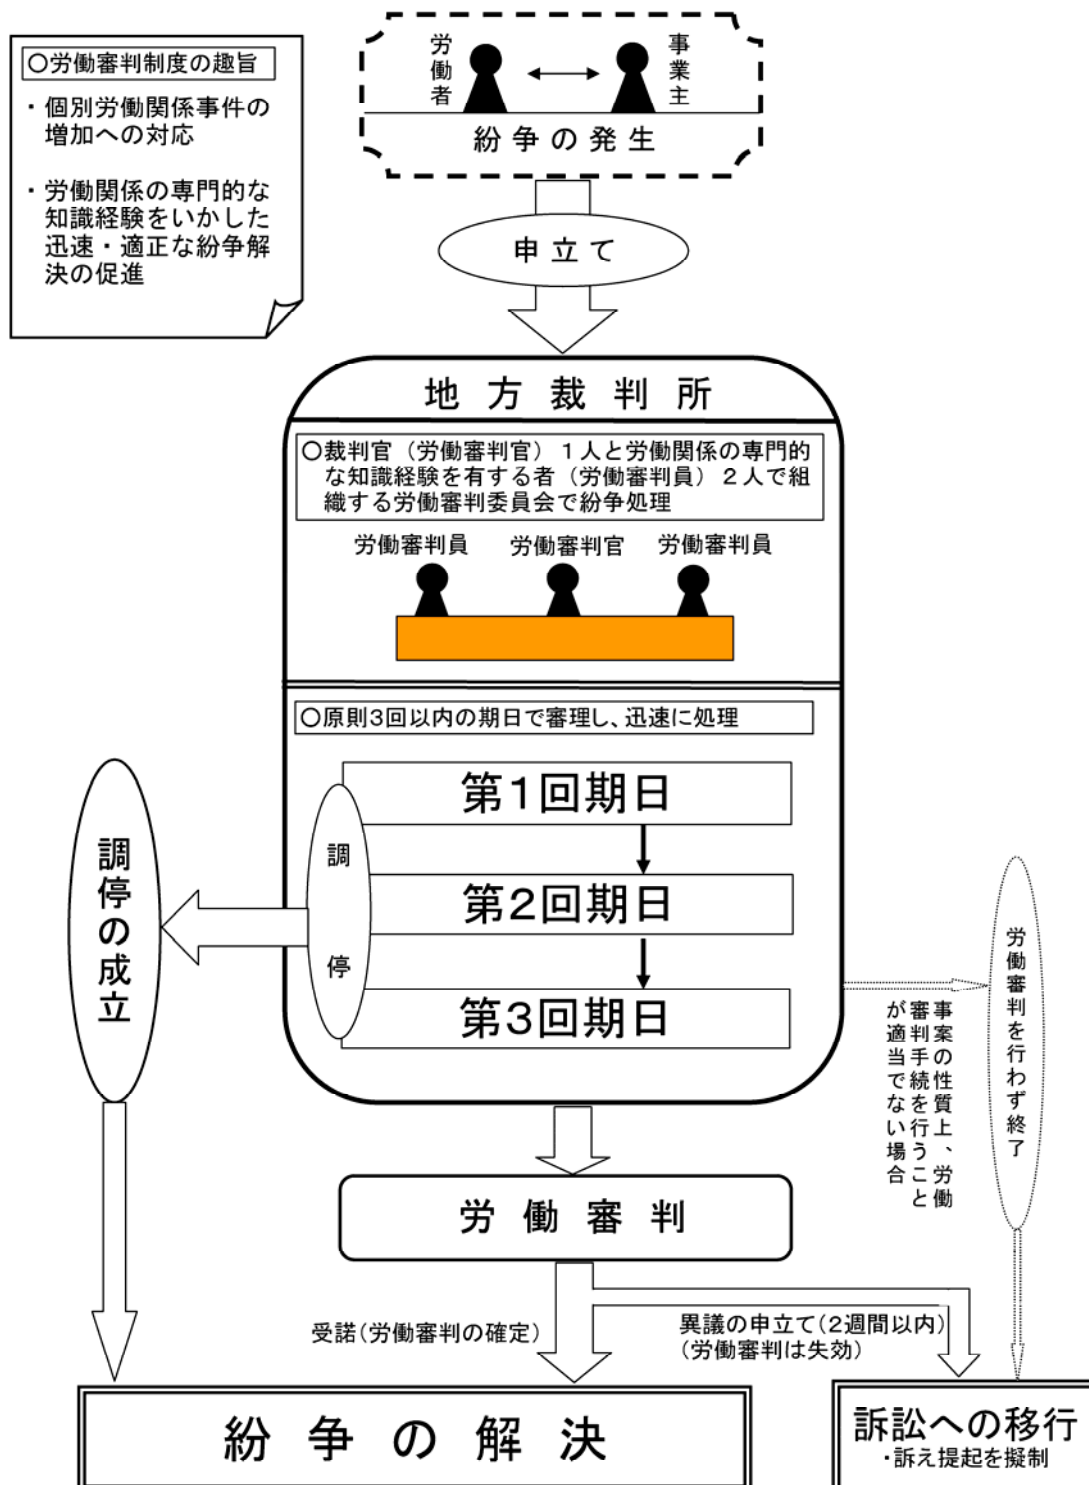 ○労働審判制度の趣旨
・個別労働関係事件の
増加への対応
・労働関係の専門的な
知識経験をいかした
迅速・適正な紛争解
決の促進
労働者
事業主
紛争の発生
申立て
地方裁判所
○裁判官（労働審判官）１人と労働関係の専門的
な知識経験を有する者（労働審判員）２人で組
織する労働審判委員会で紛争処理
労働審判員
労働審判官
労働審判員
○原則3回以内の期日で審理し、迅速に処理
第1回期日
第2回期日
第3回期日
調停
調停の成立
事案の性質上、労働
審判手続を行うこと
が適当でない場合
労働審判を行わず終了
労働審判
受諾(労働審判の確定)
異議の申立て(2週間以内)
(労働審判は失効)
紛争の解決
訴訟への移行
・訴え提起を擬制